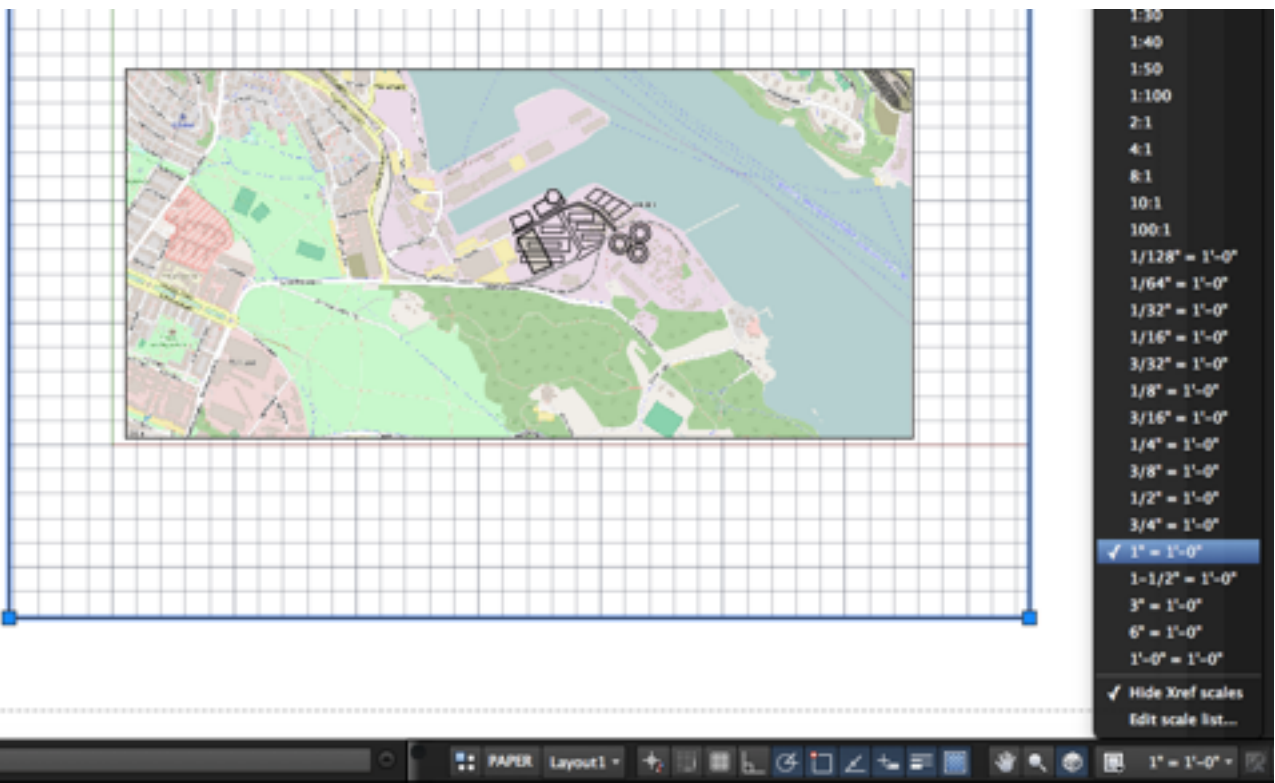 1:30
1:40
1:50
1:100
2:1
4:1
8:1
10:1
100:1
1/128" = 1'-0"
1/64" = 1'-0"
1/32" = 1'-0"
1/16" = 1'-0"
3/32" = 1'-0"
1/8" = 1'-0"
3/16" = 1'-0"
1/4" = 1'-0"
3/8" = 1'-0"
1/2" = 1'-0"
3/4" = 1'-0"
1" = 1'-0"
1-1/2" = 1'-0"
3" = 1'-0"
6" = 1'-0"
1'-0" = 1'-0"
Hide Xref scales
Edit scale list...
PAPER Layout1 1" = 1'-0"